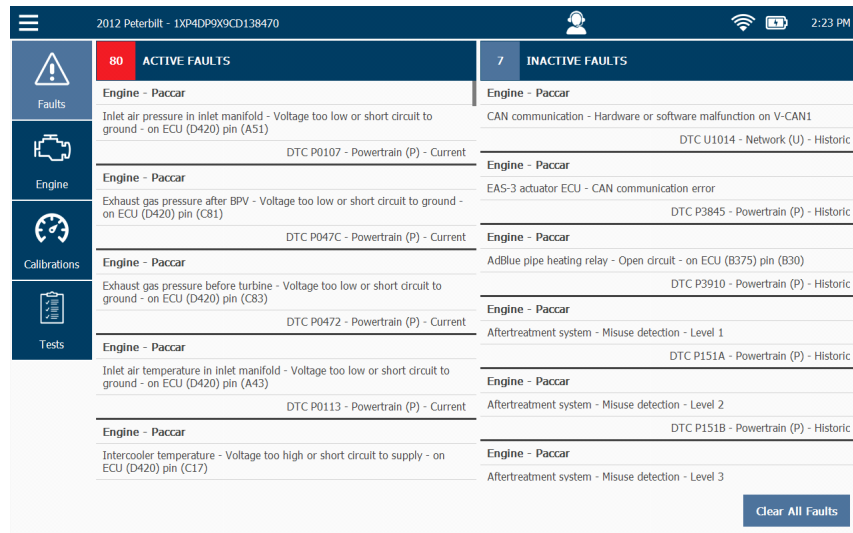 2012 Peterbilt - 1XP4DP9X9CD138470
2:23 PM
Faults
Engine
Calibrations
Tests
80 ACTIVE FAULTS
Engine - Paccar
Inlet air pressure in inlet manifold - Voltage too low or short circuit to
ground - on ECU (D420) pin (A51)
DTC P0107 - Powertrain (P) - Current
Engine - Paccar
Exhaust gas pressure after BPV - Voltage too low or short circuit to ground -
on ECU (D420) pin (C81)
DTC P047C - Powertrain (P) - Current
Engine - Paccar
Exhaust gas pressure before turbine - Voltage too low or short circuit to
ground - on ECU (D420) pin (C83)
DTC P0472 - Powertrain (P) - Current
Engine - Paccar
Inlet air temperature in inlet manifold - Voltage too low or short circuit to
ground - on ECU (D420) pin (A43)
DTC P0113 - Powertrain (P) - Current
Engine - Paccar
Intercooler temperature - Voltage too high or short circuit to supply - on
ECU (D420) pin (C17)
7 INACTIVE FAULTS
Engine - Paccar
CAN communication - Hardware or software malfunction on V-CAN1
DTC U1014 - Network (U) - Historic
Engine - Paccar
EAS-3 actuator ECU - CAN communication error
DTC P3845 - Powertrain (P) - Historic
Engine - Paccar
AdBlue pipe heating relay - Open circuit - on ECU (B375) pin (B30)
DTC P3910 - Powertrain (P) - Historic
Engine - Paccar
Aftertreatment system - Misuse detection - Level 1
DTC P151A - Powertrain (P) - Historic
Engine - Paccar
Aftertreatment system - Misuse detection - Level 2
DTC P151B - Powertrain (P) - Historic
Engine - Paccar
Aftertreatment system - Misuse detection - Level 3
Clear All Faults